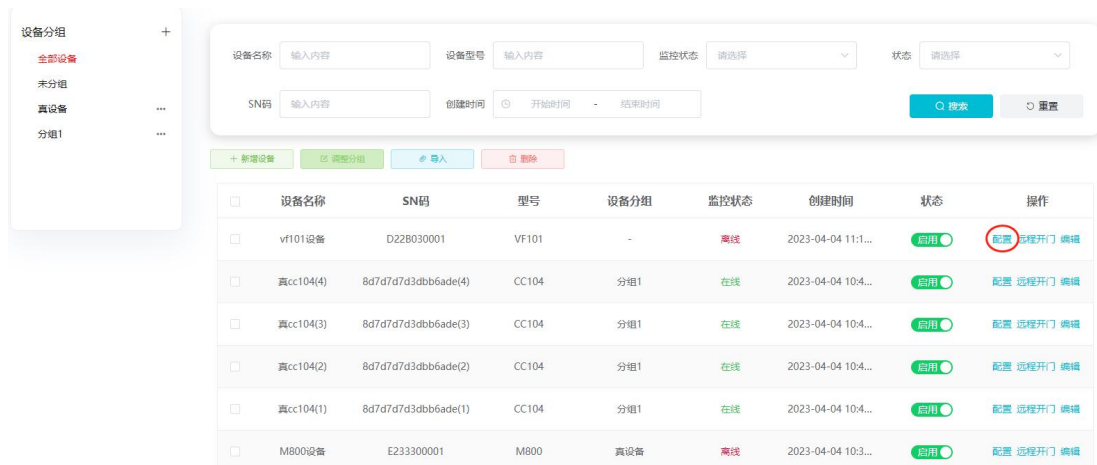 设备分组 +
全部设备
未分组
真设备 ...
分组1 ...
设备名称 输入内容 设备型号 输入内容 监控状态 请选择 状态 请选择
SN码 输入内容 创建时间 开始时间 - 结束时间 搜索 重置
+ 新增设备 调整分组 导入 删除
设备名称 SN码 型号 设备分组 监控状态 创建时间 状态 操作
vf101设备 D22B030001 VF101 - 离线 2023-04-04 11:1... 启用 配置 远程开门 编辑
真cc104(4) 8d7d7d7d3dbb6ade(4) CC104 分组1 在线 2023-04-04 10:4... 启用 配置 远程开门 编辑
真cc104(3) 8d7d7d7d3dbb6ade(3) CC104 分组1 在线 2023-04-04 10:4... 启用 配置 远程开门 编辑
真cc104(2) 8d7d7d7d3dbb6ade(2) CC104 分组1 在线 2023-04-04 10:4... 启用 配置 远程开门 编辑
真cc104(1) 8d7d7d7d3dbb6ade(1) CC104 分组1 在线 2023-04-04 10:4... 启用 配置 远程开门 编辑
M800设备 E233300001 M800 真设备 离线 2023-04-04 10:3... 启用 配置 远程开门 编辑